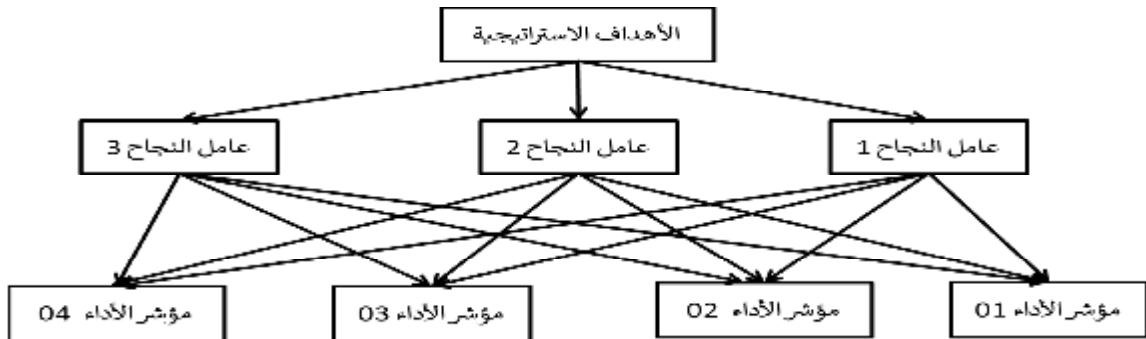 الأهداف الاستراتيجية
عامل النجاح 1
عامل النجاح 2
عامل النجاح 3
مؤشر الأداء 01
مؤشر الأداء 02
مؤشر الأداء 03
مؤشر الأداء 04